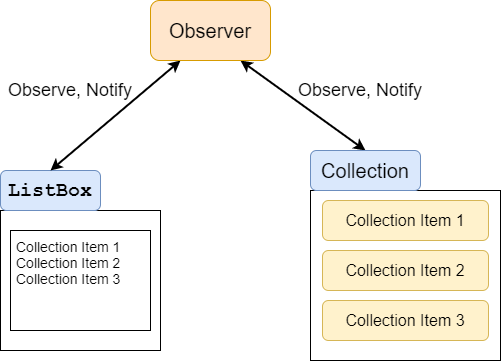 Observer
Observe, Notify
Observe, Notify
ListBox
Collection Item 1
Collection Item 2
Collection Item 3
Collection
Collection Item 1
Collection Item 2
Collection Item 3